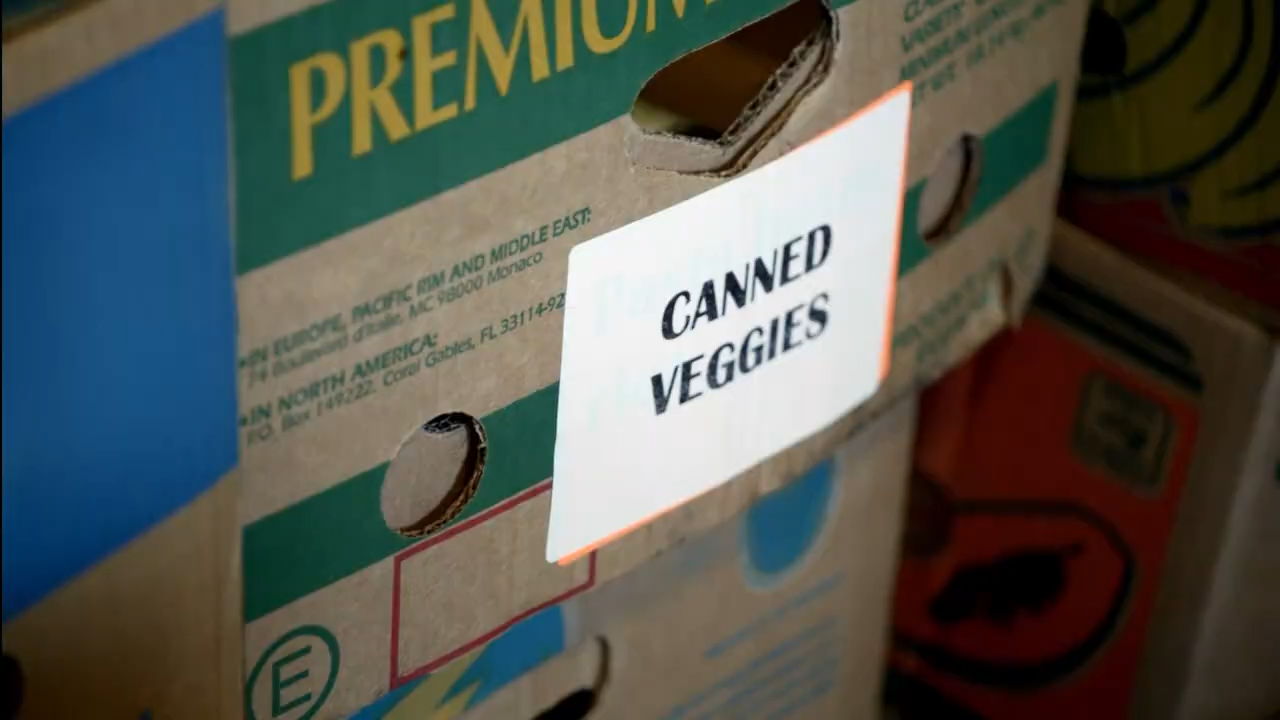 PREMIUM
•IN EUROPE, PACIFIC RIM AND MIDDLE EAST:
74 Boulevard d'Italie, MC 98000 Monaco
•IN NORTH AMERICA:
P.O. Box 149222, Coral Gables, FL 33114-92
CANNED
VEGGIES
E